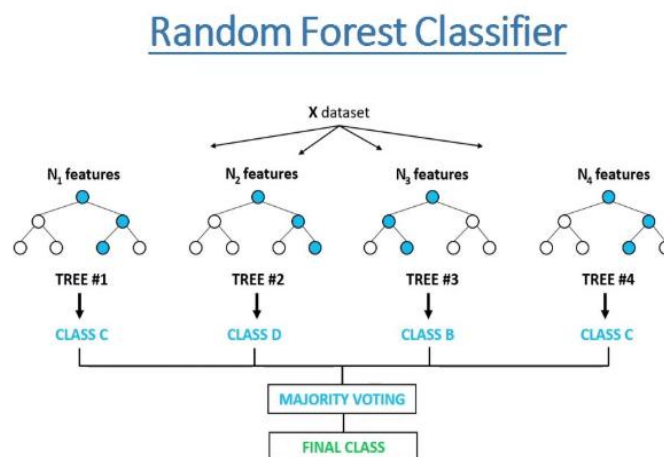 Random Forest Classifier
X dataset
N₁ features N₂ features N₃ features N₄ features
TREE #1 TREE #2 TREE #3 TREE #4
CLASS C CLASS D CLASS B CLASS C
MAJORITY VOTING
FINAL CLASS